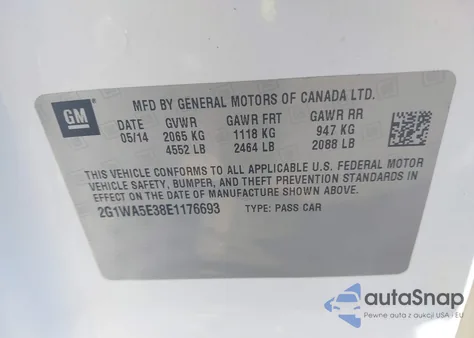 GM
MFD BY GENERAL MOTORS OF CANADA LTD.
DATE GVWR GAWR FRT GAWR RR
05/14 2065 KG 1118 KG 947 KG
4552 LB 2464 LB 2088 LB
THIS VEHICLE CONFORMS TO ALL APPLICABLE U.S. FEDERAL MOTOR
VEHICLE SAFETY, BUMPER, AND THEFT PREVENTION STANDARDS
IN EFFECT ON THE DATE OF MANUFACTURE SHOWN ABOVE.
2G1WA5E38E1176693 TYPE: PASS CAR
autaSnap
Pewne auta z aukcji USA i EU